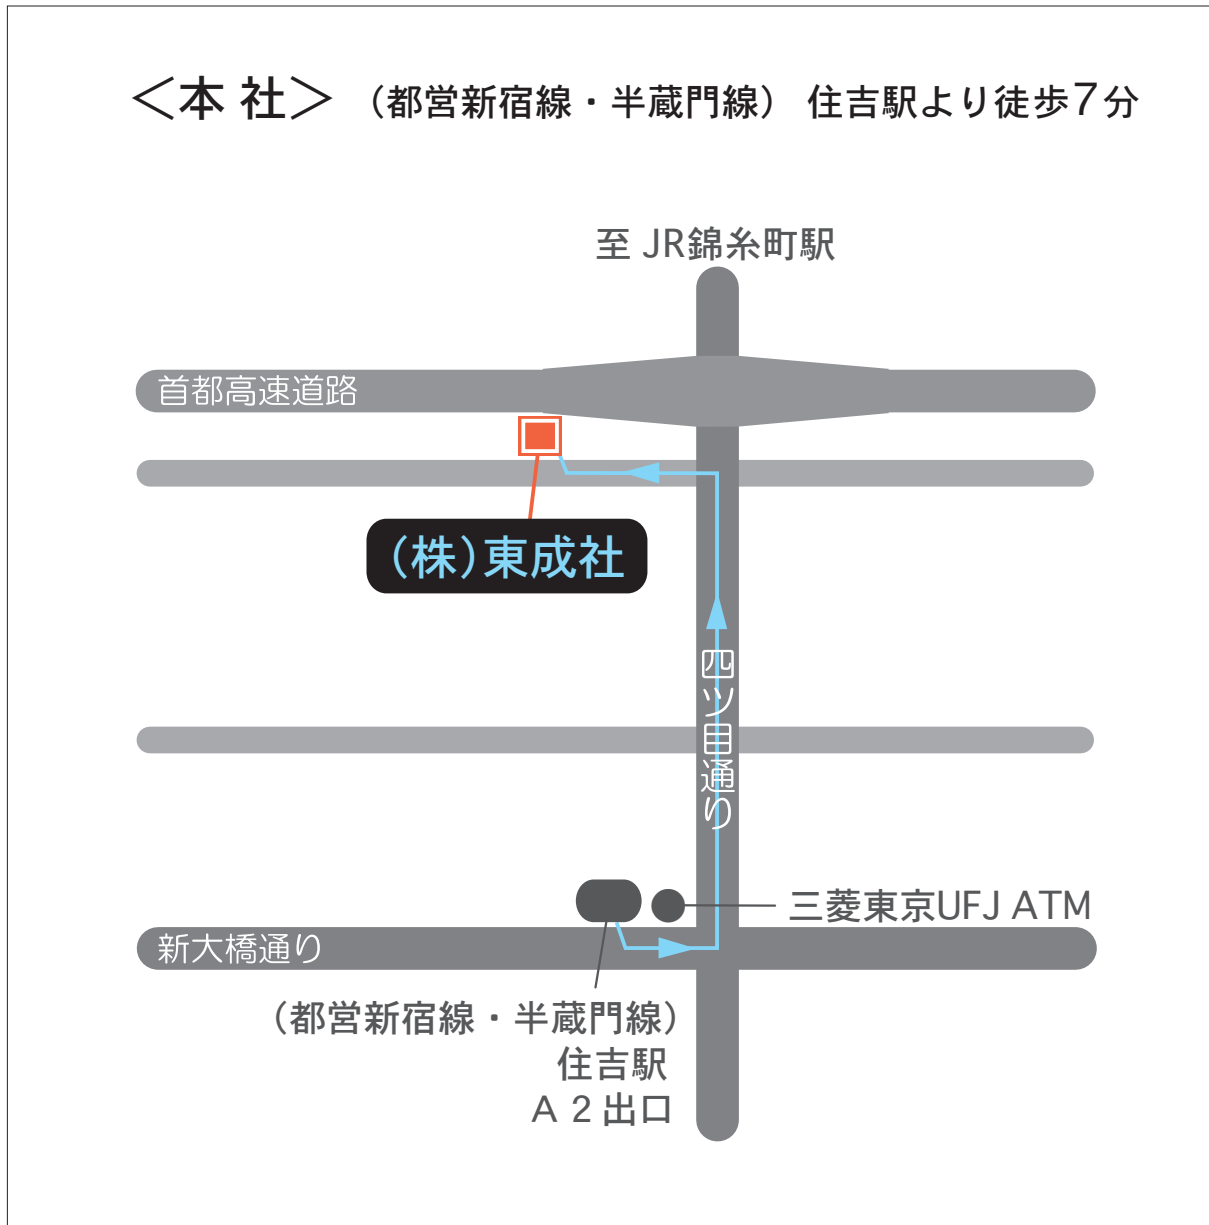 ＜本 社＞ （都営新宿線・半蔵門線） 住吉駅より徒歩7分
至 JR錦糸町駅
首都高速道路
（株）東成社
四ツ目通り
三菱東京UFJ ATM
新大橋通り
（都営新宿線・半蔵門線）
住吉駅
A 2 出口